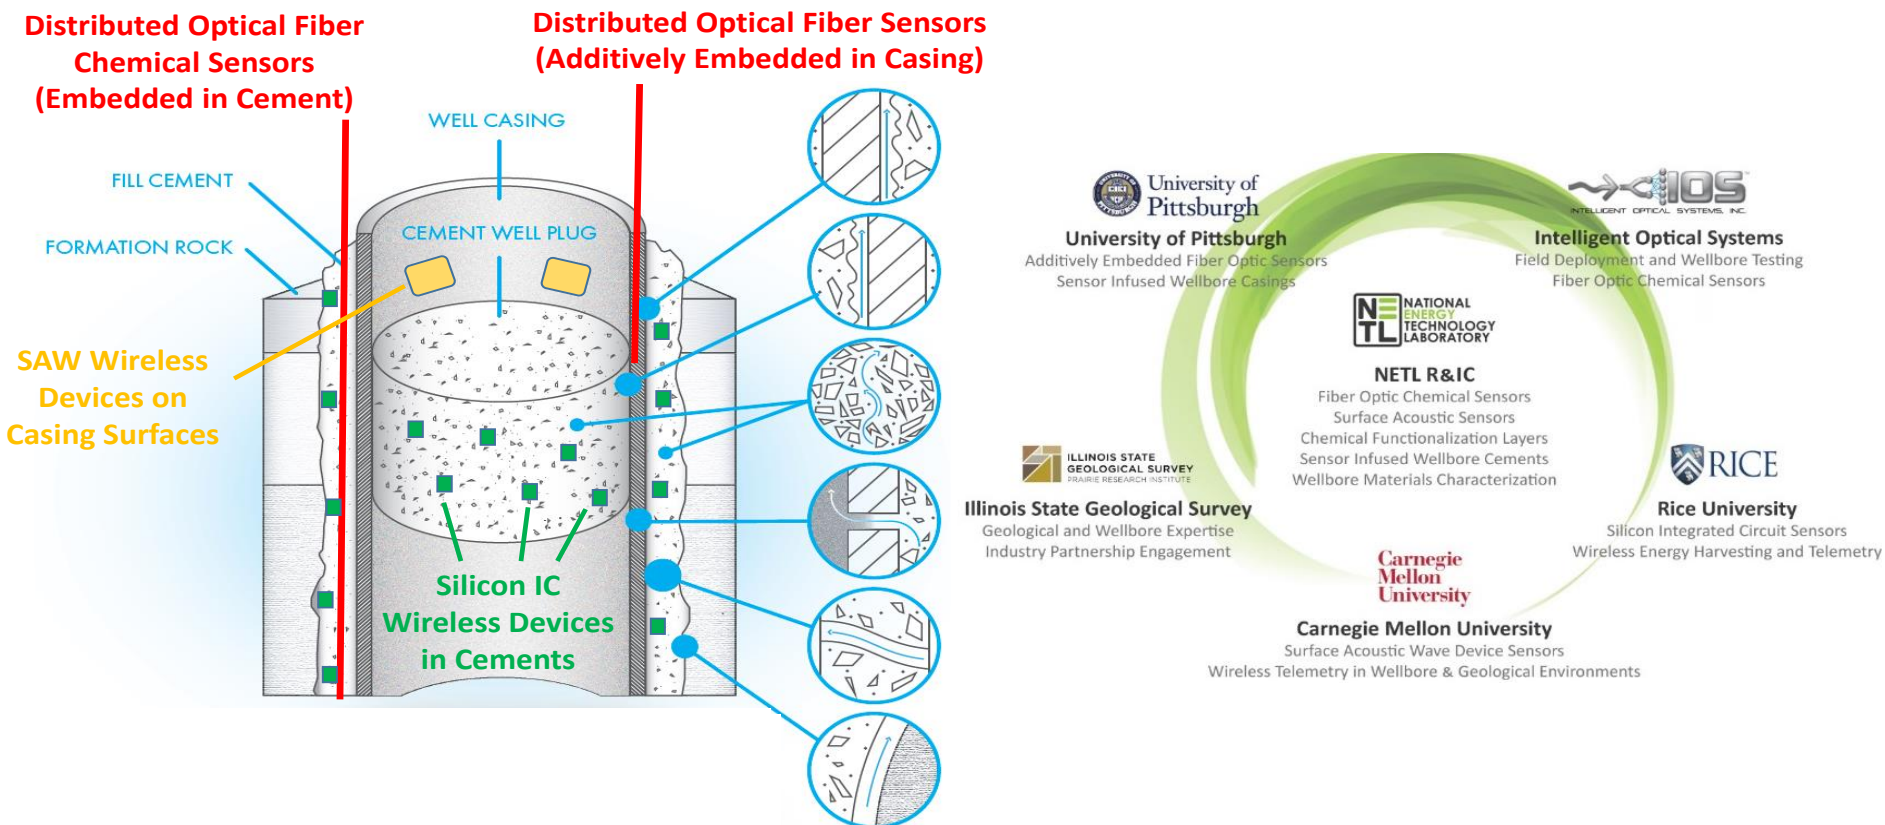 Distributed Optical Fiber
Chemical Sensors
(Embedded in Cement)
Distributed Optical Fiber Sensors
(Additively Embedded in Casing)
WELL CASING
FILL CEMENT
FORMATION ROCK
CEMENT WELL PLUG
SAW Wireless
Devices on
Casing Surfaces
Silicon IC
Wireless Devices
in Cements
University of
Pittsburgh
University of Pittsburgh
Additively Embedded Fiber Optic Sensors
Sensor Infused Wellbore Casings
IOS
INTELLIGENT OPTICAL SYSTEMS, INC.
Intelligent Optical Systems
Field Deployment and Wellbore Testing
Fiber Optic Chemical Sensors
NE
TL
NATIONAL
ENERGY
TECHNOLOGY
LABORATORY
NETL R&IC
Fiber Optic Chemical Sensors
Surface Acoustic Sensors
Chemical Functionalization Layers
Sensor Infused Wellbore Cements
Wellbore Materials Characterization
ILLINOIS STATE
GEOLOGICAL SURVEY
PRAIRIE RESEARCH INSTITUTE
Illinois State Geological Survey
Geological and Wellbore Expertise
Industry Partnership Engagement
RICE
Rice University
Silicon Integrated Circuit Sensors
Wireless Energy Harvesting and Telemetry
Carnegie
Mellon
University
Carnegie Mellon University
Surface Acoustic Wave Device Sensors
Wireless Telemetry in Wellbore & Geological Environments